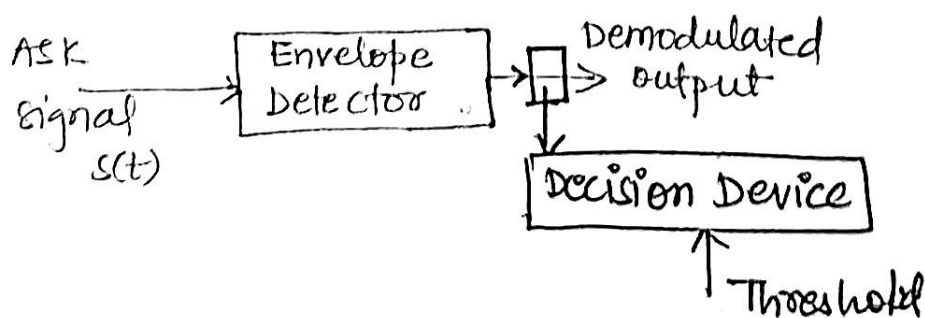 ASK
signal
s(t)
Envelope
Detector
Demodulated
output
Decision Device
Threshold